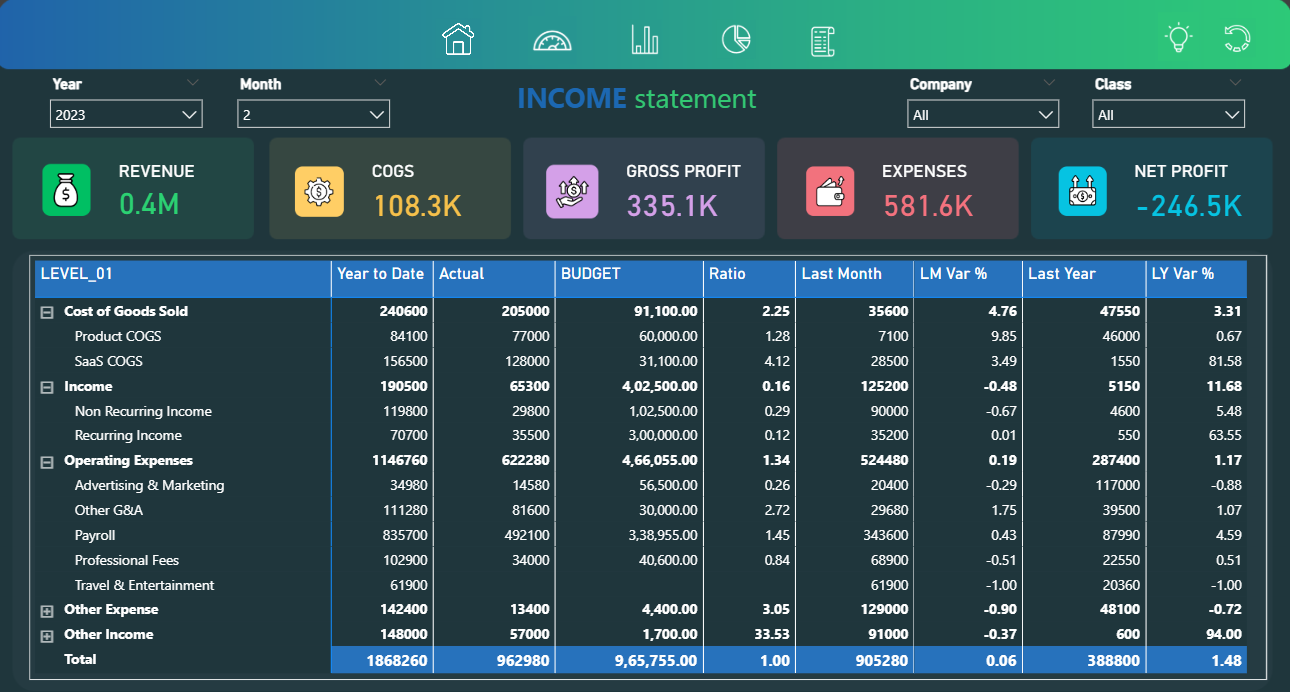 Year Month INCOME statement Company Class
2023 2 All All
REVENUE COGS GROSS PROFIT EXPENSES NET PROFIT
0.4M 108.3K 335.1K 581.6K -246.5K
LEVEL_01 Year to Date Actual BUDGET Ratio Last Month LM Var % Last Year LY Var %
Cost of Goods Sold 240600 205000 91,100.00 2.25 35600 4.76 47550 3.31
Product COGS 84100 77000 60,000.00 1.28 7100 9.85 46000 0.67
SaaS COGS 156500 128000 31,100.00 4.12 28500 3.49 1550 81.58
Income 190500 65300 4,02,500.00 0.16 125200 -0.48 5150 11.68
Non Recurring Income 119800 29800 1,02,500.00 0.29 90000 -0.67 4600 5.48
Recurring Income 70700 35500 3,00,000.00 0.12 35200 0.01 550 63.55
Operating Expenses 1146760 622280 4,66,055.00 1.34 524480 0.19 287400 1.17
Advertising & Marketing 34980 14580 56,500.00 0.26 20400 -0.29 117000 -0.88
Other G&A 111280 81600 30,000.00 2.72 29680 1.75 39500 1.07
Payroll 835700 492100 3,38,955.00 1.45 343600 0.43 87990 4.59
Professional Fees 102900 34000 40,600.00 0.84 68900 -0.51 22550 0.51
Travel & Entertainment 61900 61900 -1.00 20360 -1.00
Other Expense 142400 13400 4,400.00 3.05 129000 -0.90 48100 -0.72
Other Income 148000 57000 1,700.00 33.53 91000 -0.37 600 94.00
Total 1868260 962980 9,65,755.00 1.00 905280 0.06 388800 1.48